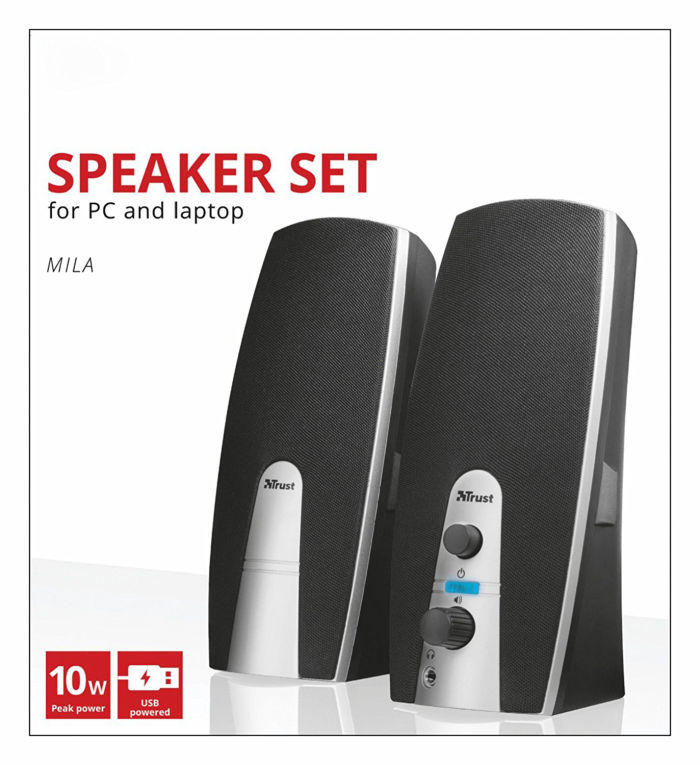 SPEAKER SET
for PC and laptop
MILA
Trust
Trust
10W
Peak power
USB
powered